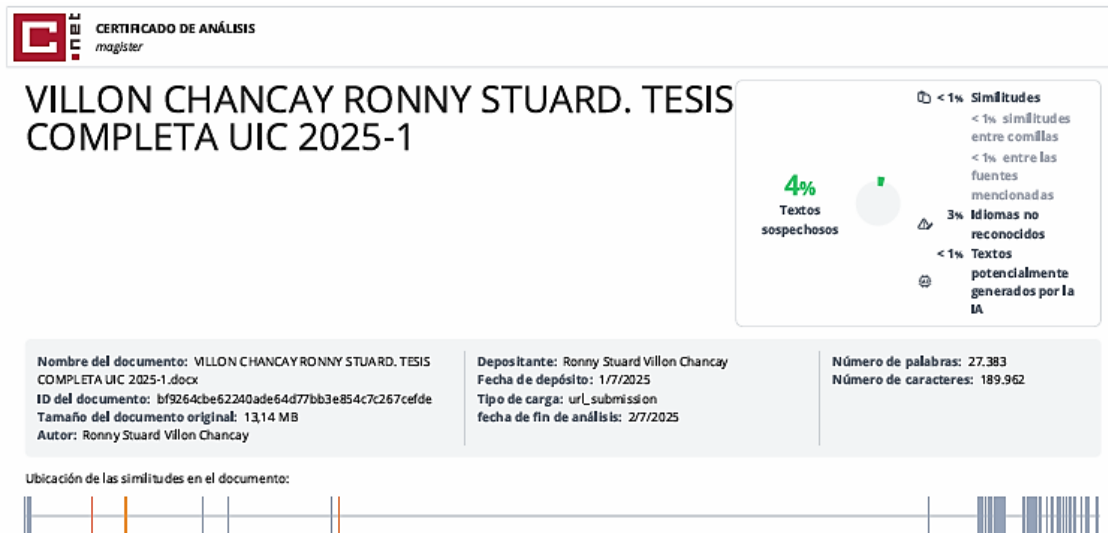 C .net
CERTIFICADO DE ANÁLISIS
magister
VILLON CHANCAY RONNY STUARD. TESIS
COMPLETA UIC 2025-1
4%
Textos
sospechosos
< 1% Similitudes
< 1% similitudes
entre comillas
< 1% entre las
fuentes
mencionadas
3% Idiomas no
reconocidos
< 1% Textos
potencialmente
generados por la
IA
Nombre del documento: VILLON CHANCAY RONNY STUARD. TESIS
COMPLETA UIC 2025-1.docx
ID del documento: bf9264cbe62240ade64d77bb3e854c7c267cefde
Tamaño del documento original: 13,14 MB
Autor: Ronny Stuard Villon Chancay
Depositante: Ronny Stuard Villon Chancay
Fecha de depósito: 1/7/2025
Tipo de carga: url_submission
fecha de fin de análisis: 2/7/2025
Número de palabras: 27.383
Número de caracteres: 189.962
Ubicación de las similitudes en el documento: